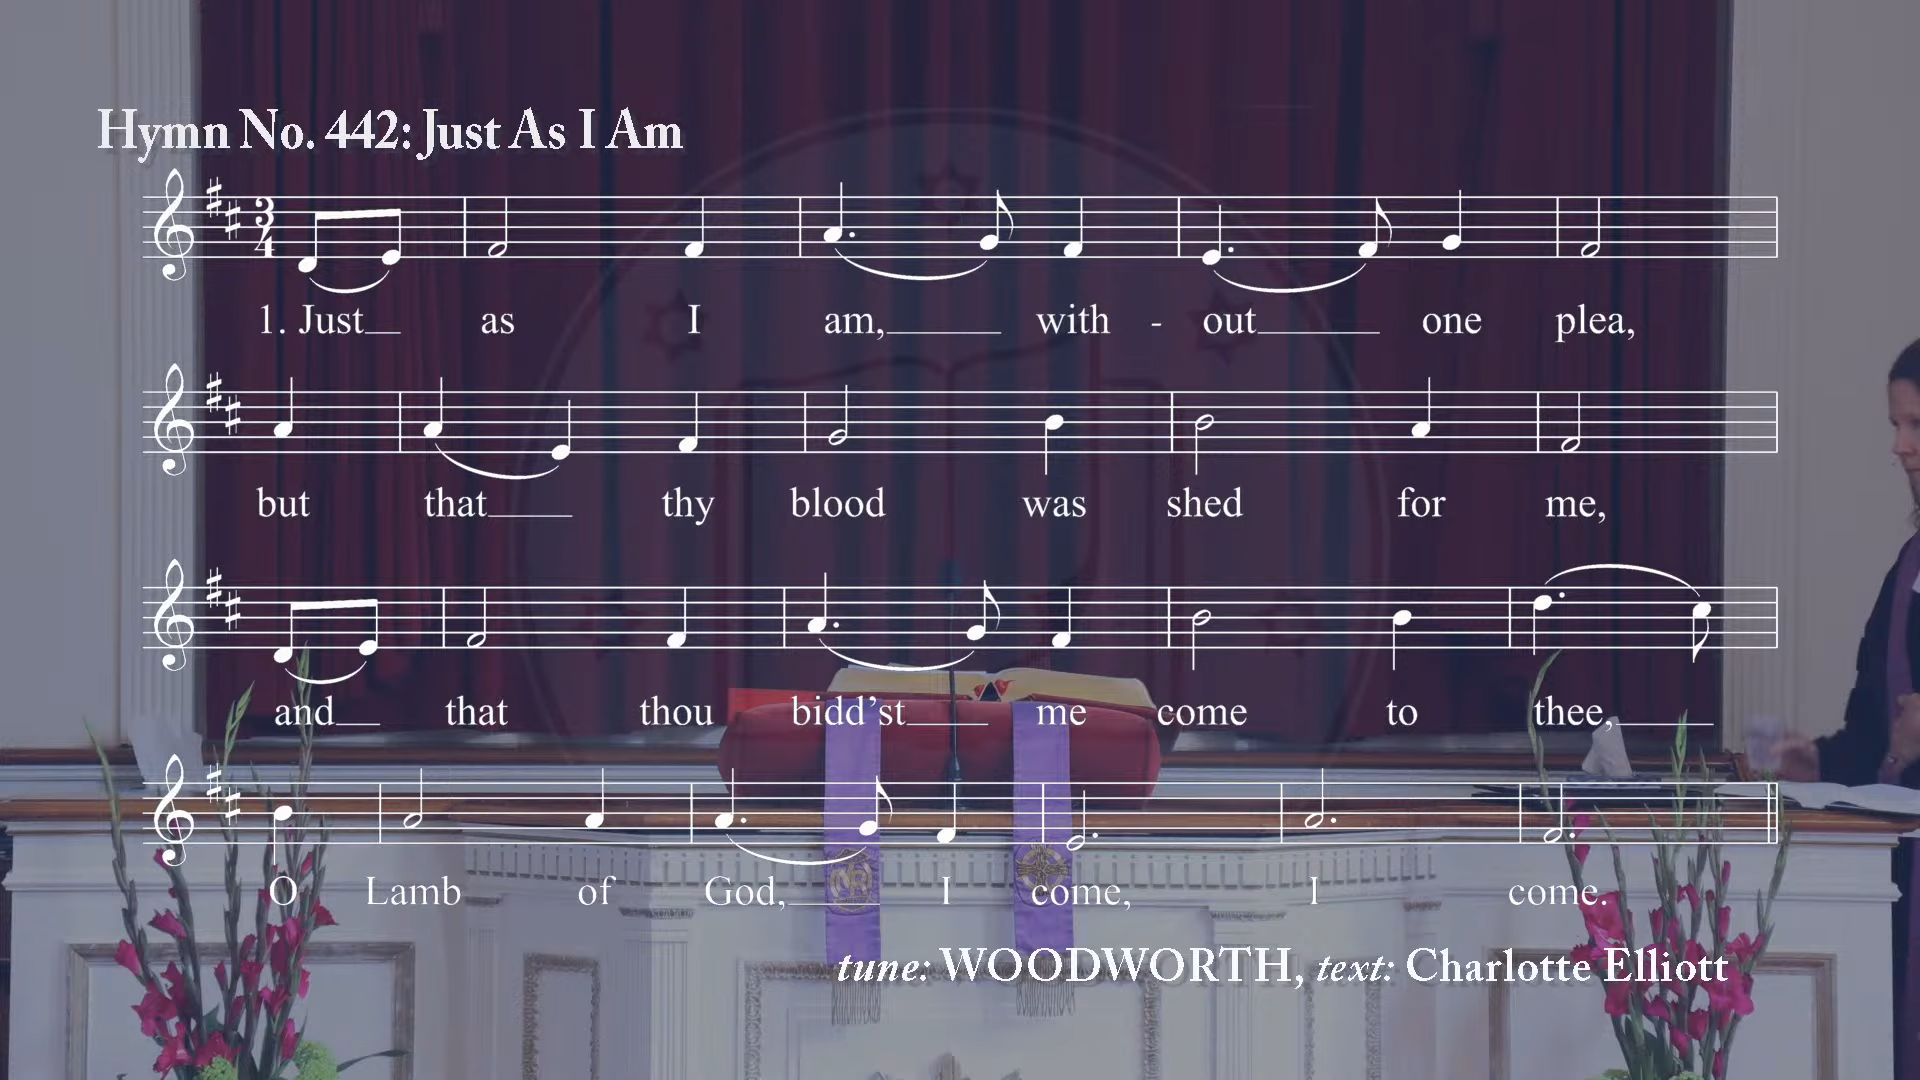 Hymn No. 442: Just As I Am
3
4
1. Just as I am, with - out one plea,
but that thy blood was shed for me,
and that thou bidd’st me come to thee,
O Lamb of God, I come, I come.
tune: WOODWORTH, text: Charlotte Elliott